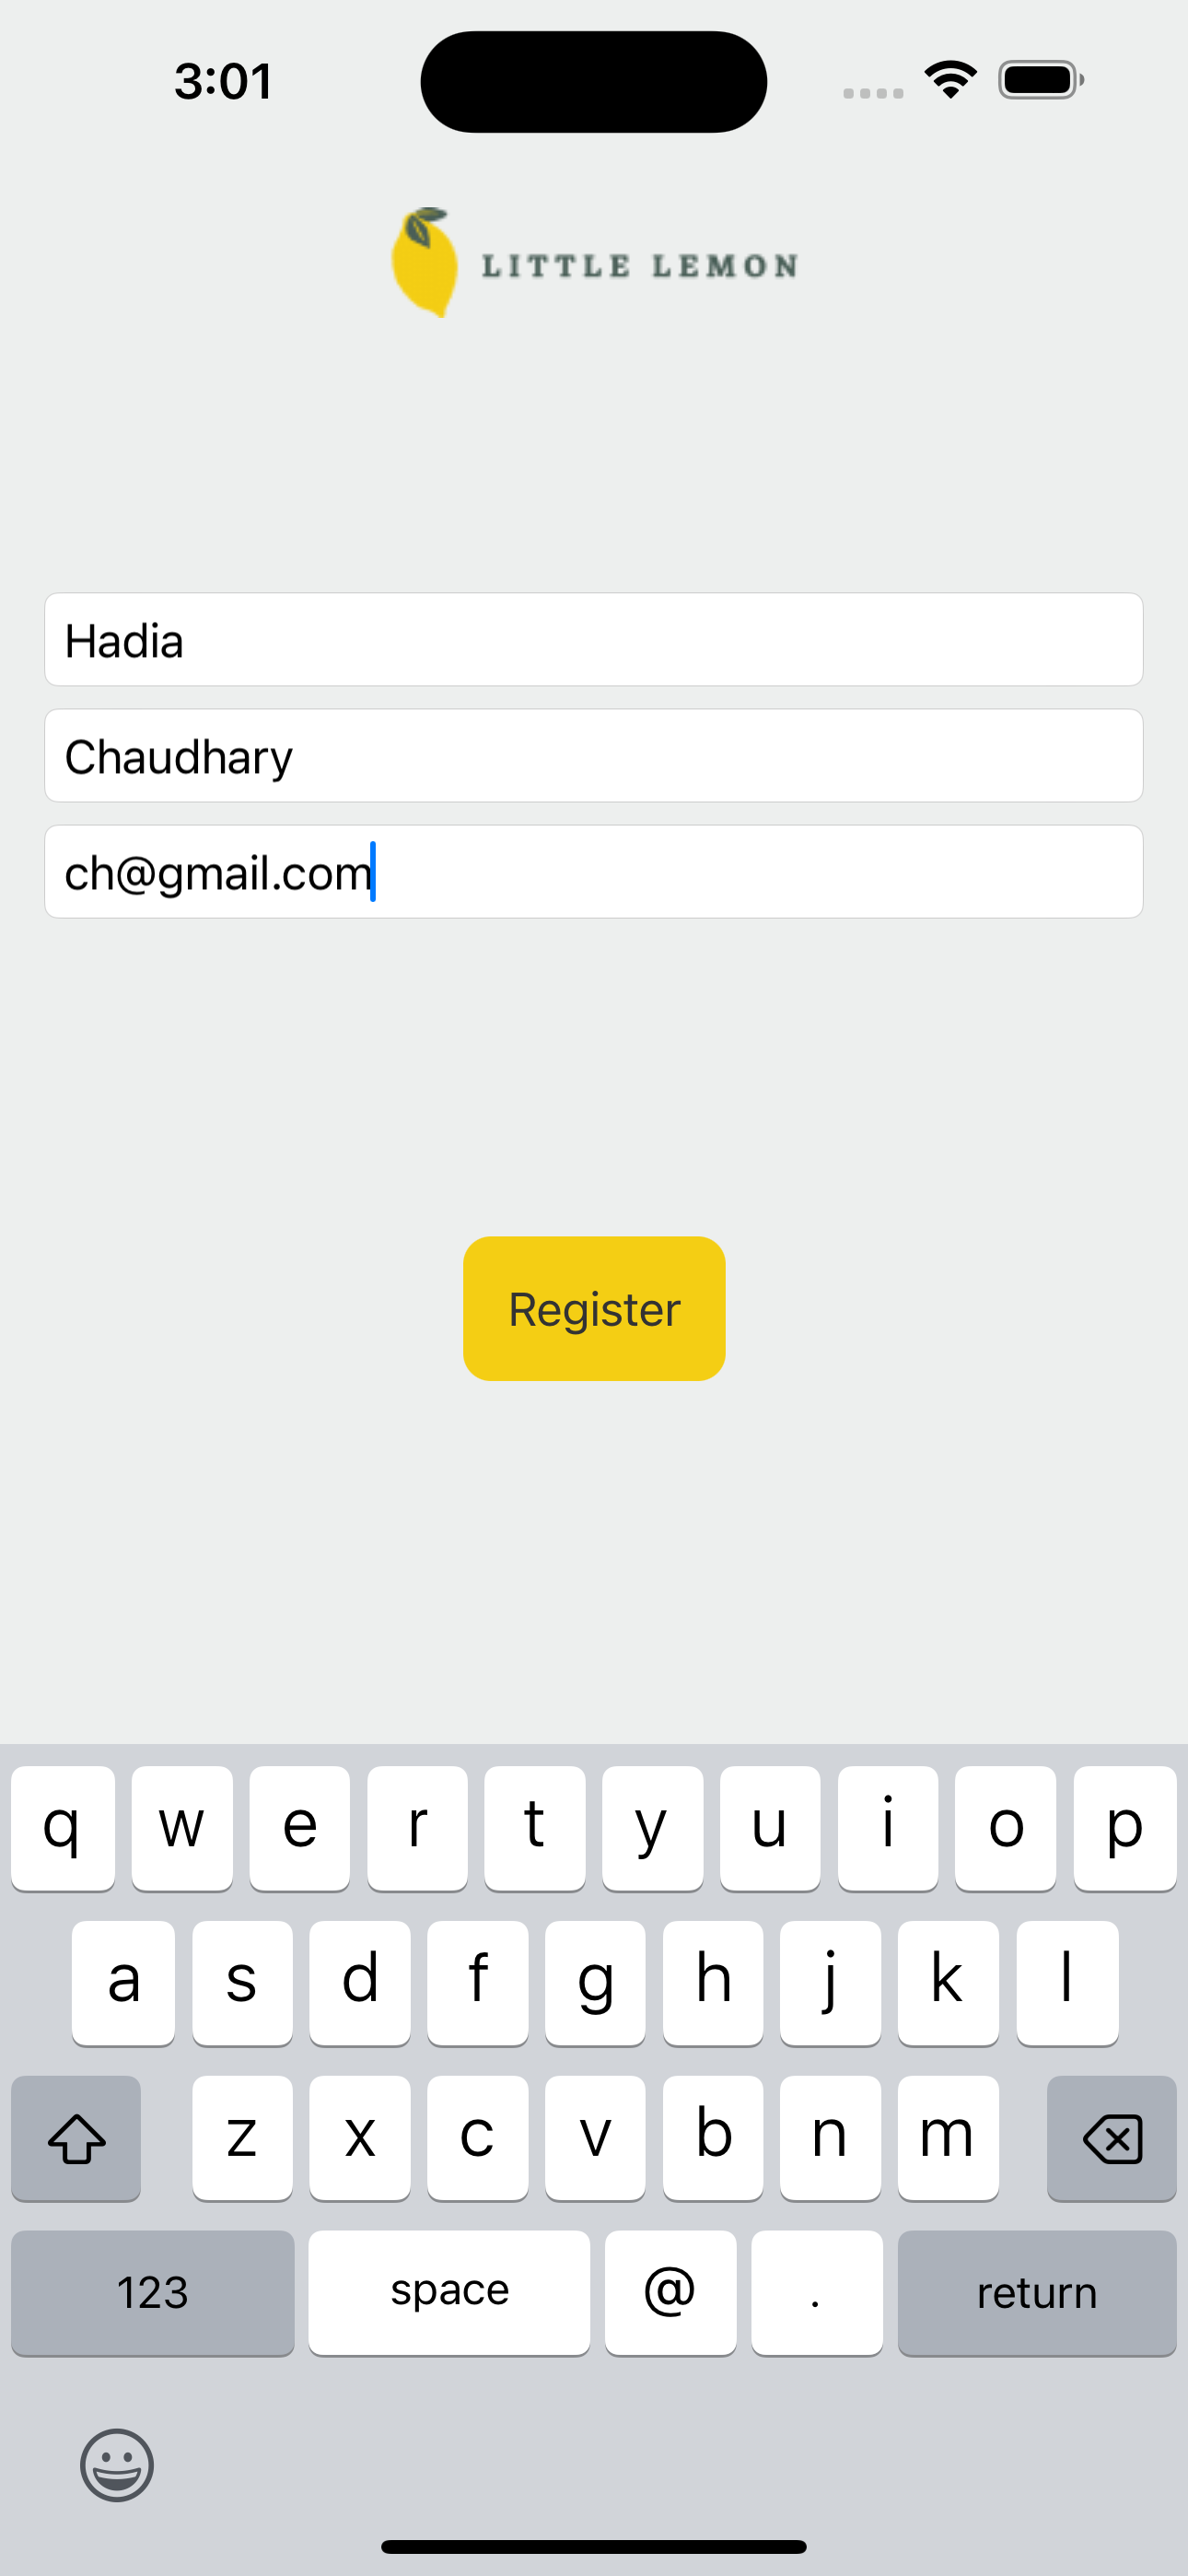 3:01
LITTLE LEMON
Hadia
Chaudhary
ch@gmail.com
Register
q w e r t y u i o p
a s d f g h j k l
z x c v b n m
123 space @ . return